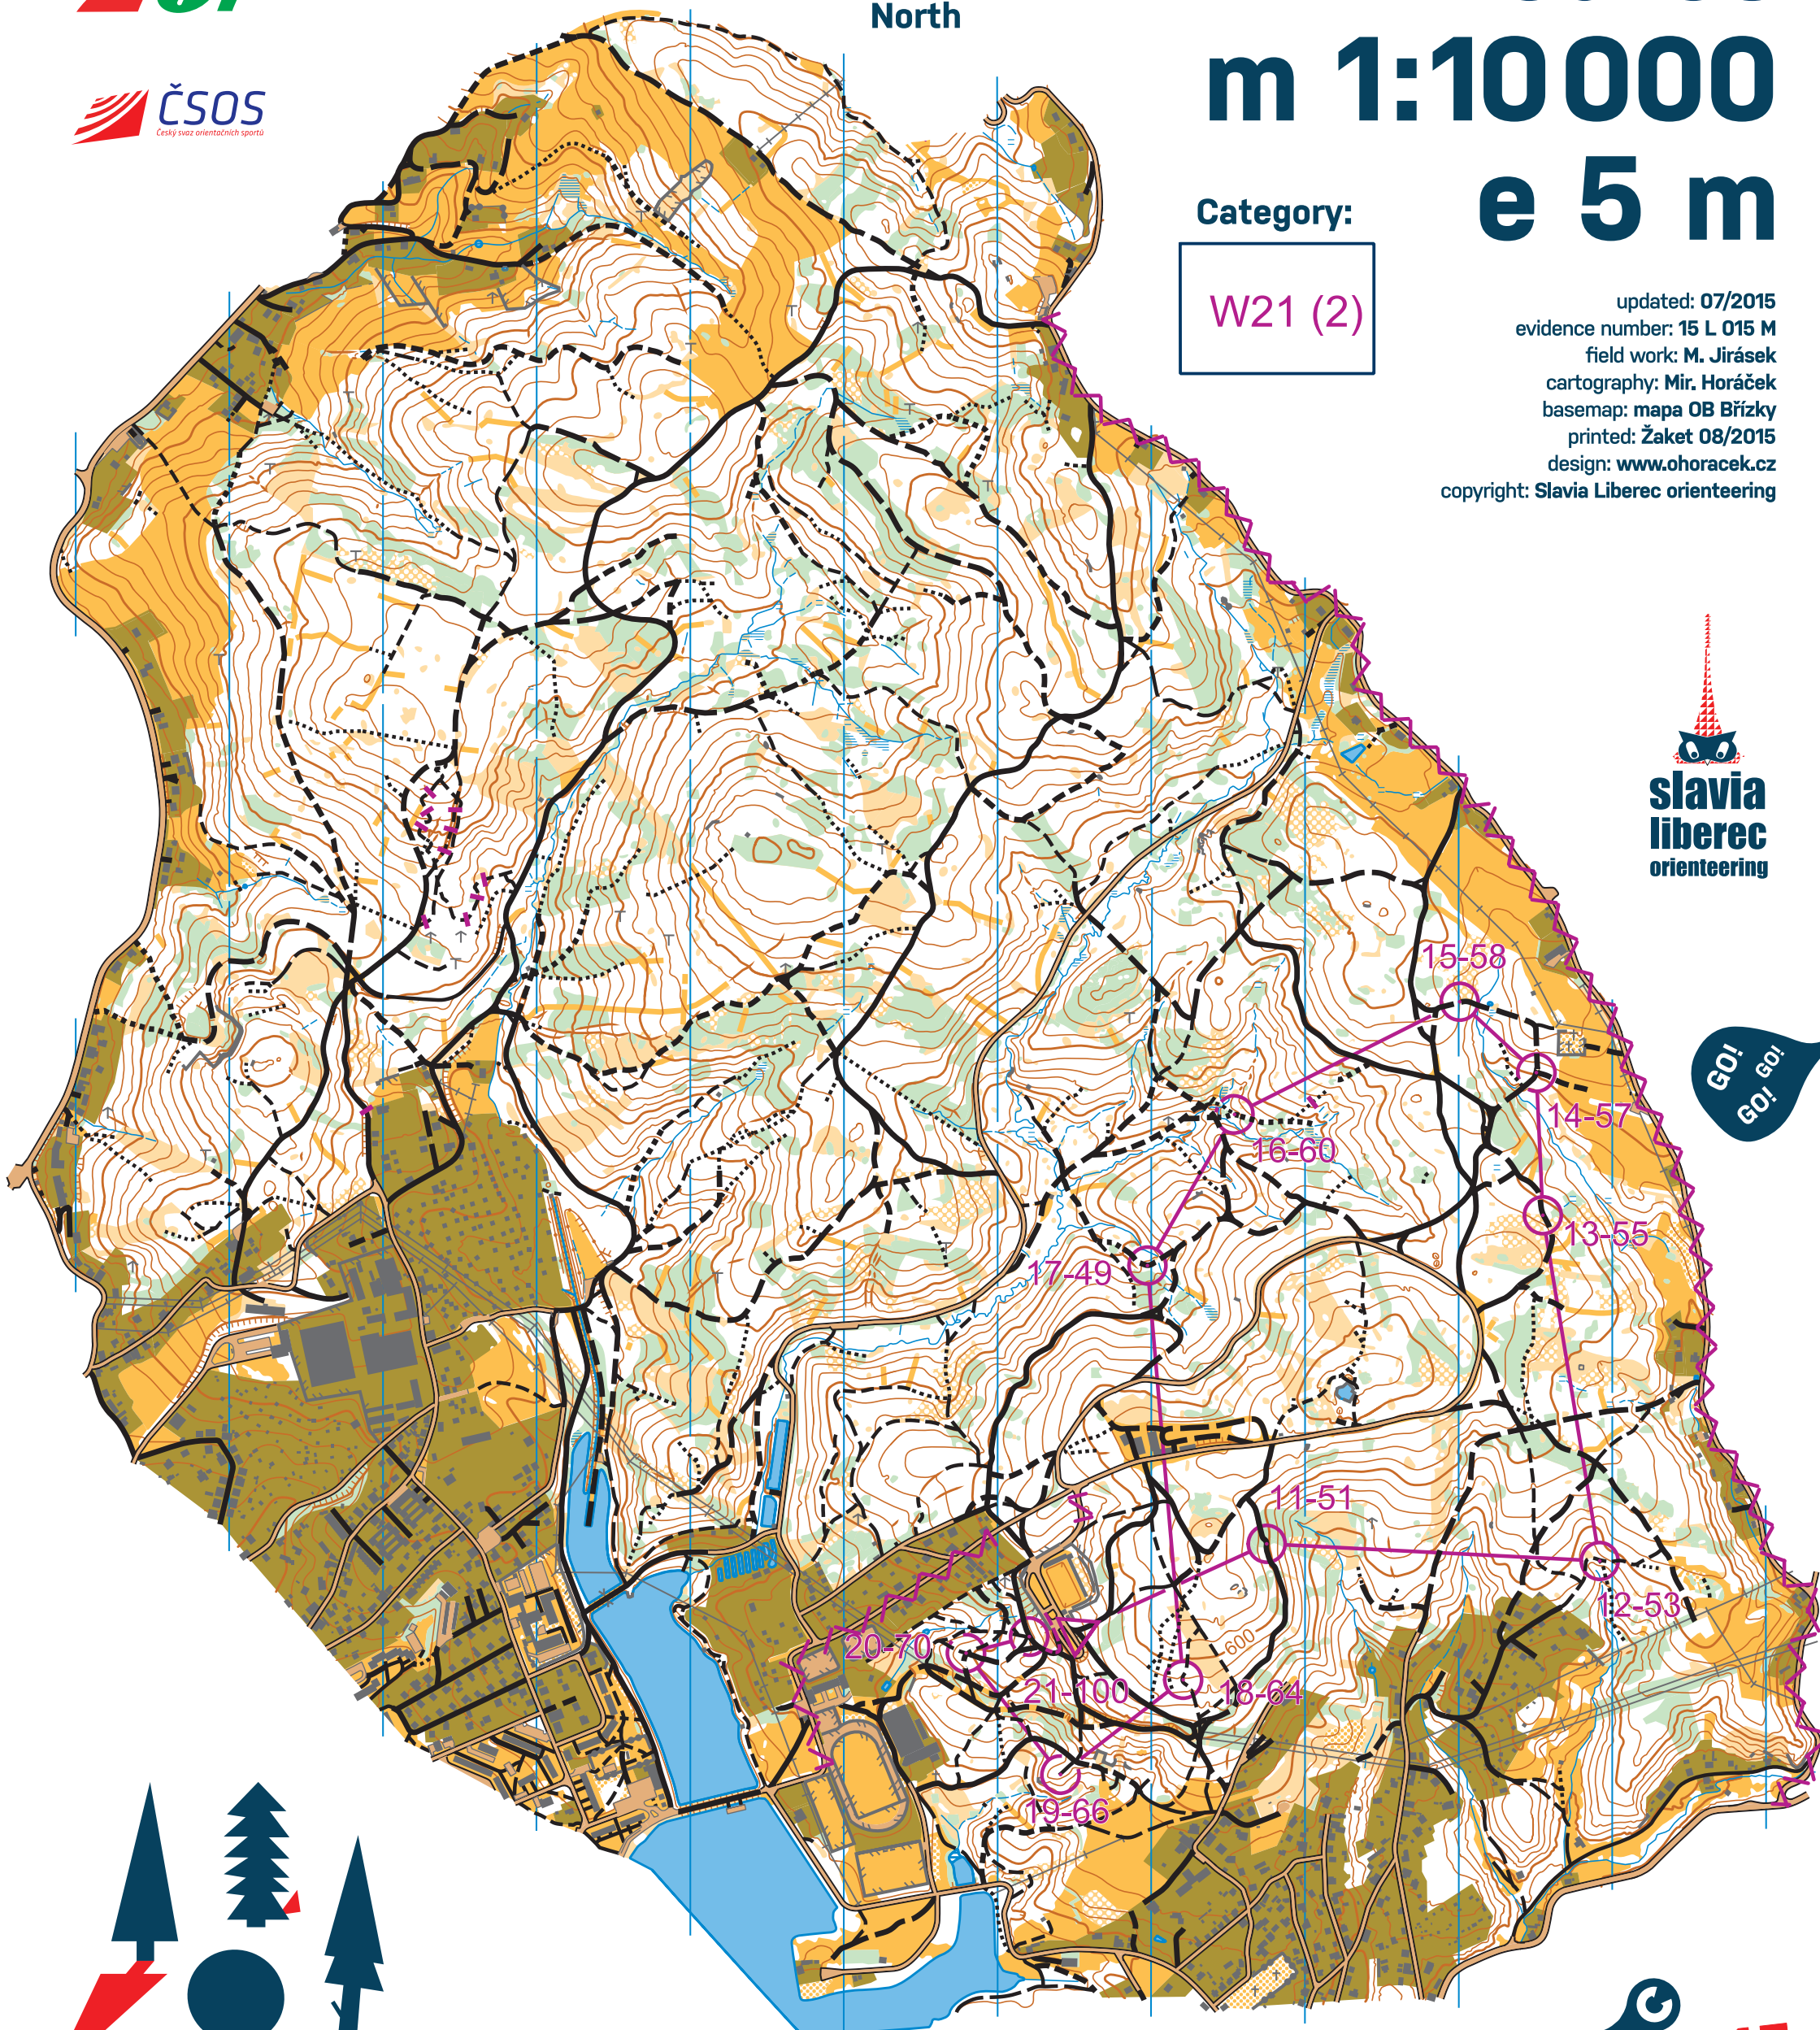 North
m 1:10 000
e 5 m
ČSOS
Český svaz orientačních sportů
Category:
W21 (2)
updated: 07/2015
evidence number: 15 L 015 M
field work: M. Jirásek
cartography: Mir. Horáček
basemap: mapa OB Břízky
printed: Žaket 08/2015
design: www.ohoracek.cz
copyright: Slavia Liberec orienteering
slavia
liberec
orienteering
GO!
GO!
GO!
15-58
14-57
16-60
13-55
17-49
11-51
12-53
20-70
600
21-100
18-64
19-66